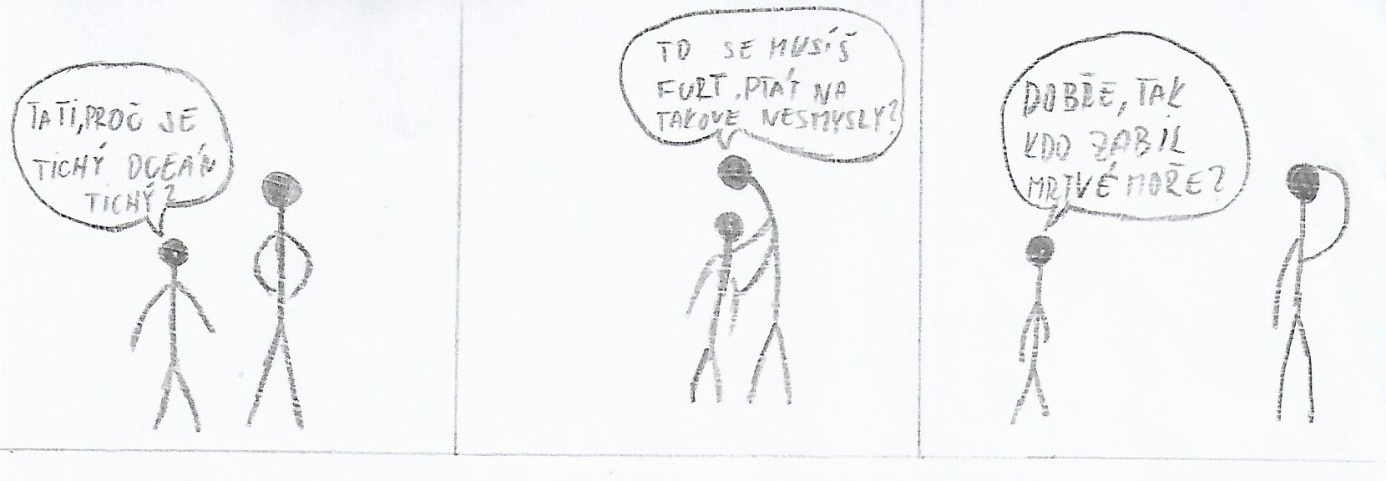 TATI,PROČ JE
TICHÝ OCEÁN
TICHÝ?
TO SE MUSÍŠ
FURT PTÁT NA
TAKOVÉ NESMYSLY?
DOBŘE, TAK
KDO ZABIL
MRTVÉ MOŘE?